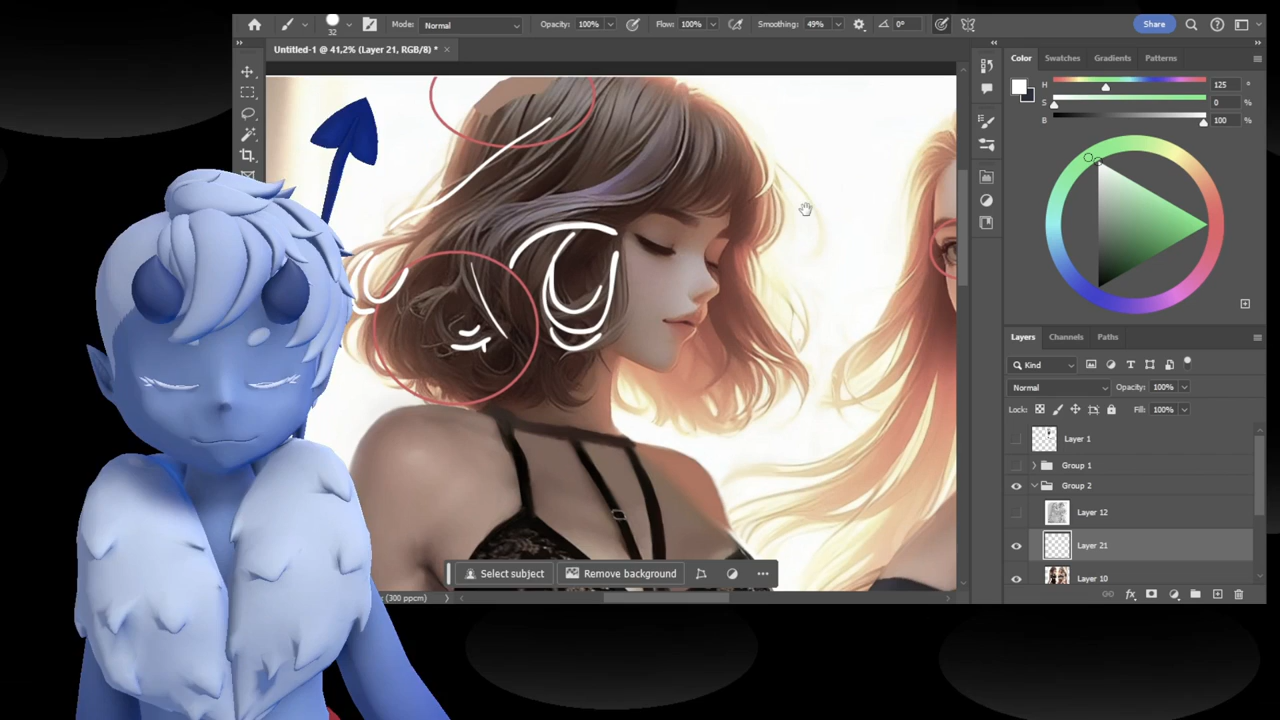 Mode: Normal Opacity: 100% Flow: 100% Smoothing: 49% 0° Share
32
Untitled-1 @ 41,2% (Layer 21, RGB/8) * ×
Color Swatches Gradients Patterns
H 125 °
S 0 %
B 100 %
Layers Channels Paths
Kind
Normal Opacity: 100%
Lock: Fill: 100%
Layer 1
Group 1
Group 2
Layer 12
Layer 21
Layer 10
Select subject Remove background
(300 ppcm)
fx